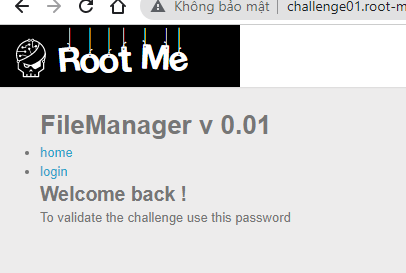 Không bảo mật | challenge01.root-m
Root Me
FileManager v 0.01
home
login
Welcome back !
To validate the challenge use this password